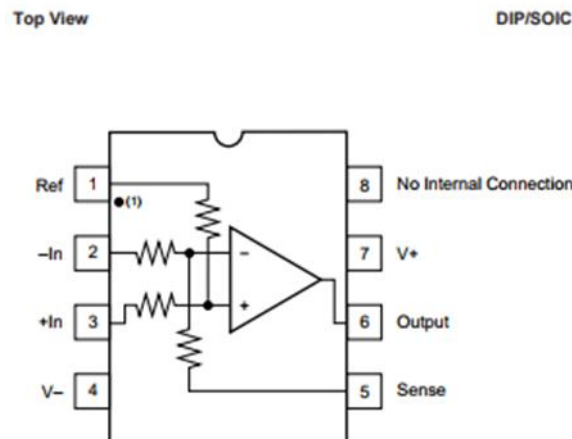 Top View DIP/SOIC
Ref 1 8 No Internal Connection
(1)
–In 2 7 V+
–
+In 3 + 6 Output
V– 4 5 Sense